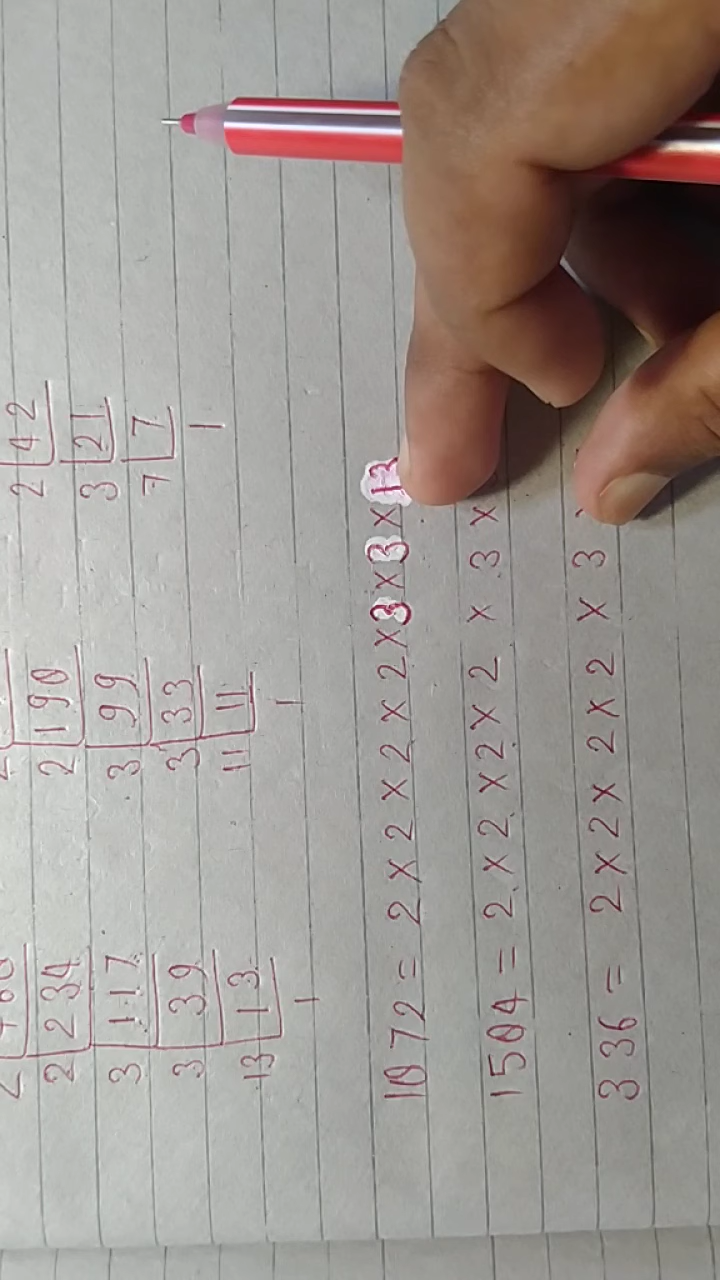 2 42
2 234 2 190 3 21
3 117 3 99 7 7
3 39 3 33 1
13 13 11 11
1 1
1072 = 2 × 2 × 2 × 2 × 3 × 3 × 13
1504 = 2 × 2 × 2 × 2 × 3 ×
336 = 2 × 2 × 2 × 2 × 3